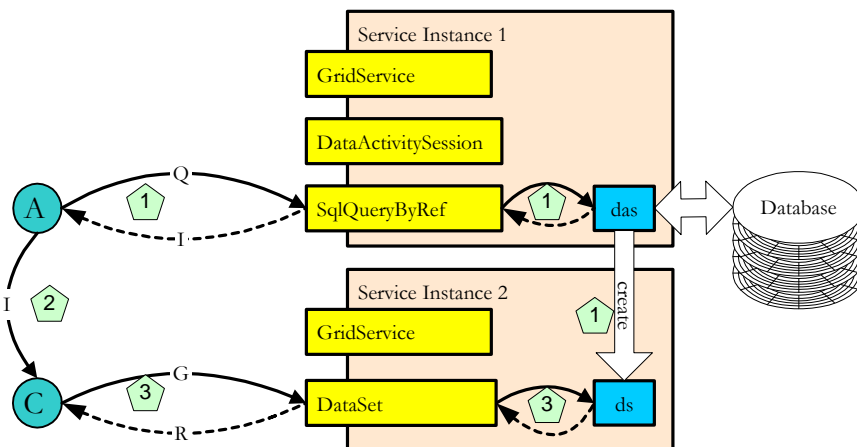 Service Instance 1
GridService
DataActivitySession
Q
A
1
SqlQueryByRef
1
das
Database
I
Service Instance 2
I
2
GridService
1
create
G
C
3
DataSet
3
ds
R